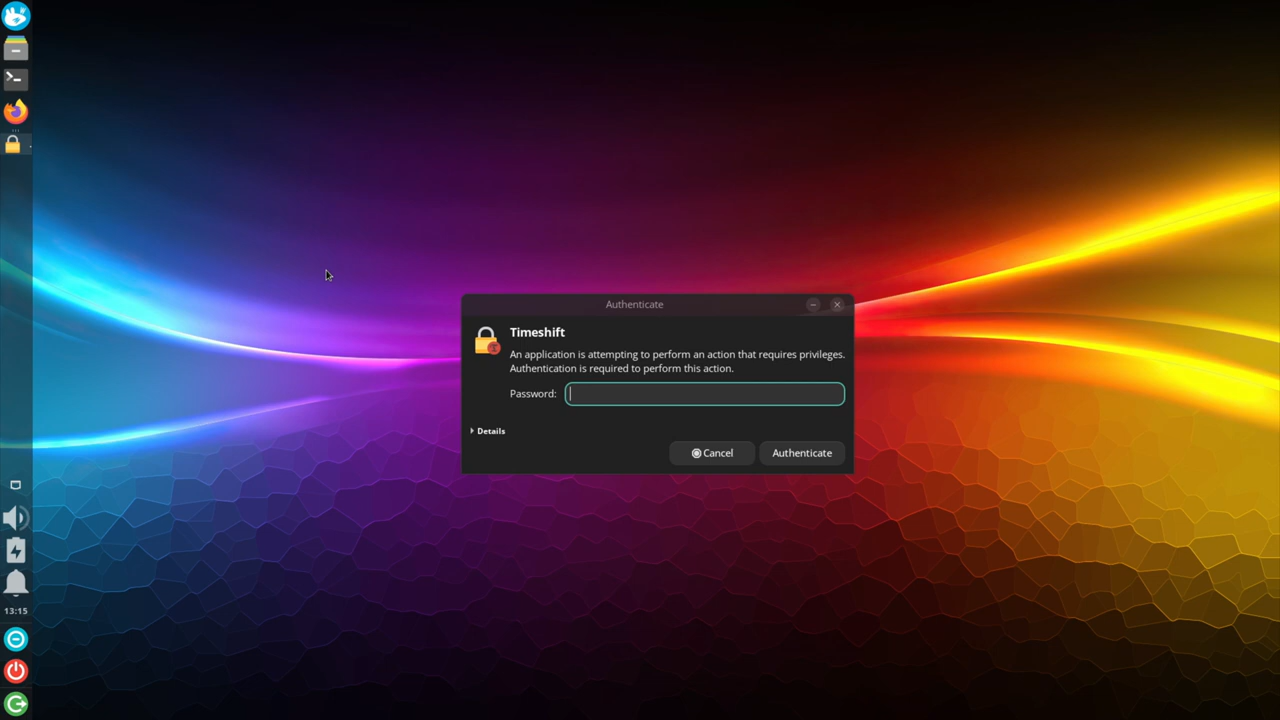 Authenticate
Timeshift
An application is attempting to perform an action that requires privileges.
Authentication is required to perform this action.
Password:
Details
Cancel
Authenticate
13:15